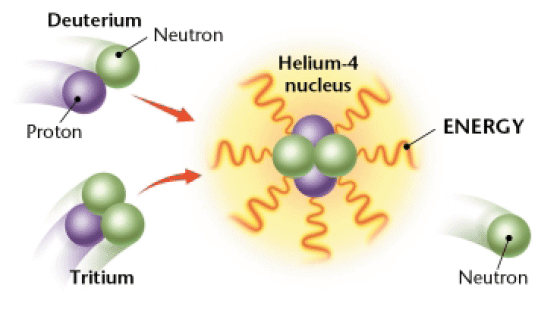 Deuterium
Neutron
Proton
Helium-4
nucleus
ENERGY
Tritium
Neutron